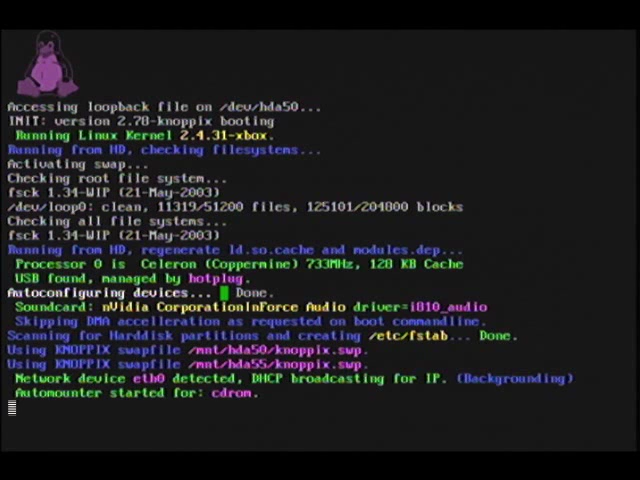 Accessing loopback file on /dev/hda50...
INIT: version 2.78-knoppix booting
Running Linux Kernel 2.4.31-xbox.
Running from HD, checking filesystems...
Activating swap...
Checking root file system...
fsck 1.34-WIP (21-May-2003)
/dev/loop0: clean, 11319/51200 files, 125101/204800 blocks
Checking all file systems...
fsck 1.34-WIP (21-May-2003)
Running from HD, regenerate ld.so.cache and modules.dep...
Processor 0 is  Celeron (Coppermine) 733MHz, 128 KB Cache
USB found, managed by hotplug.
Autoconfiguring devices... Done.
Soundcard: nVidia Corporation|nForce Audio driver=i810_audio
Skipping DMA accelleration as requested on boot commandline.
Scanning for Harddisk partitions and creating /etc/fstab... Done.
Using KNOPPIX swapfile /mnt/hda50/knoppix.swp.
Using KNOPPIX swapfile /mnt/hda55/knoppix.swp.
Network device eth0 detected, DHCP broadcasting for IP. (Backgrounding)
Automounter started for: cdrom.